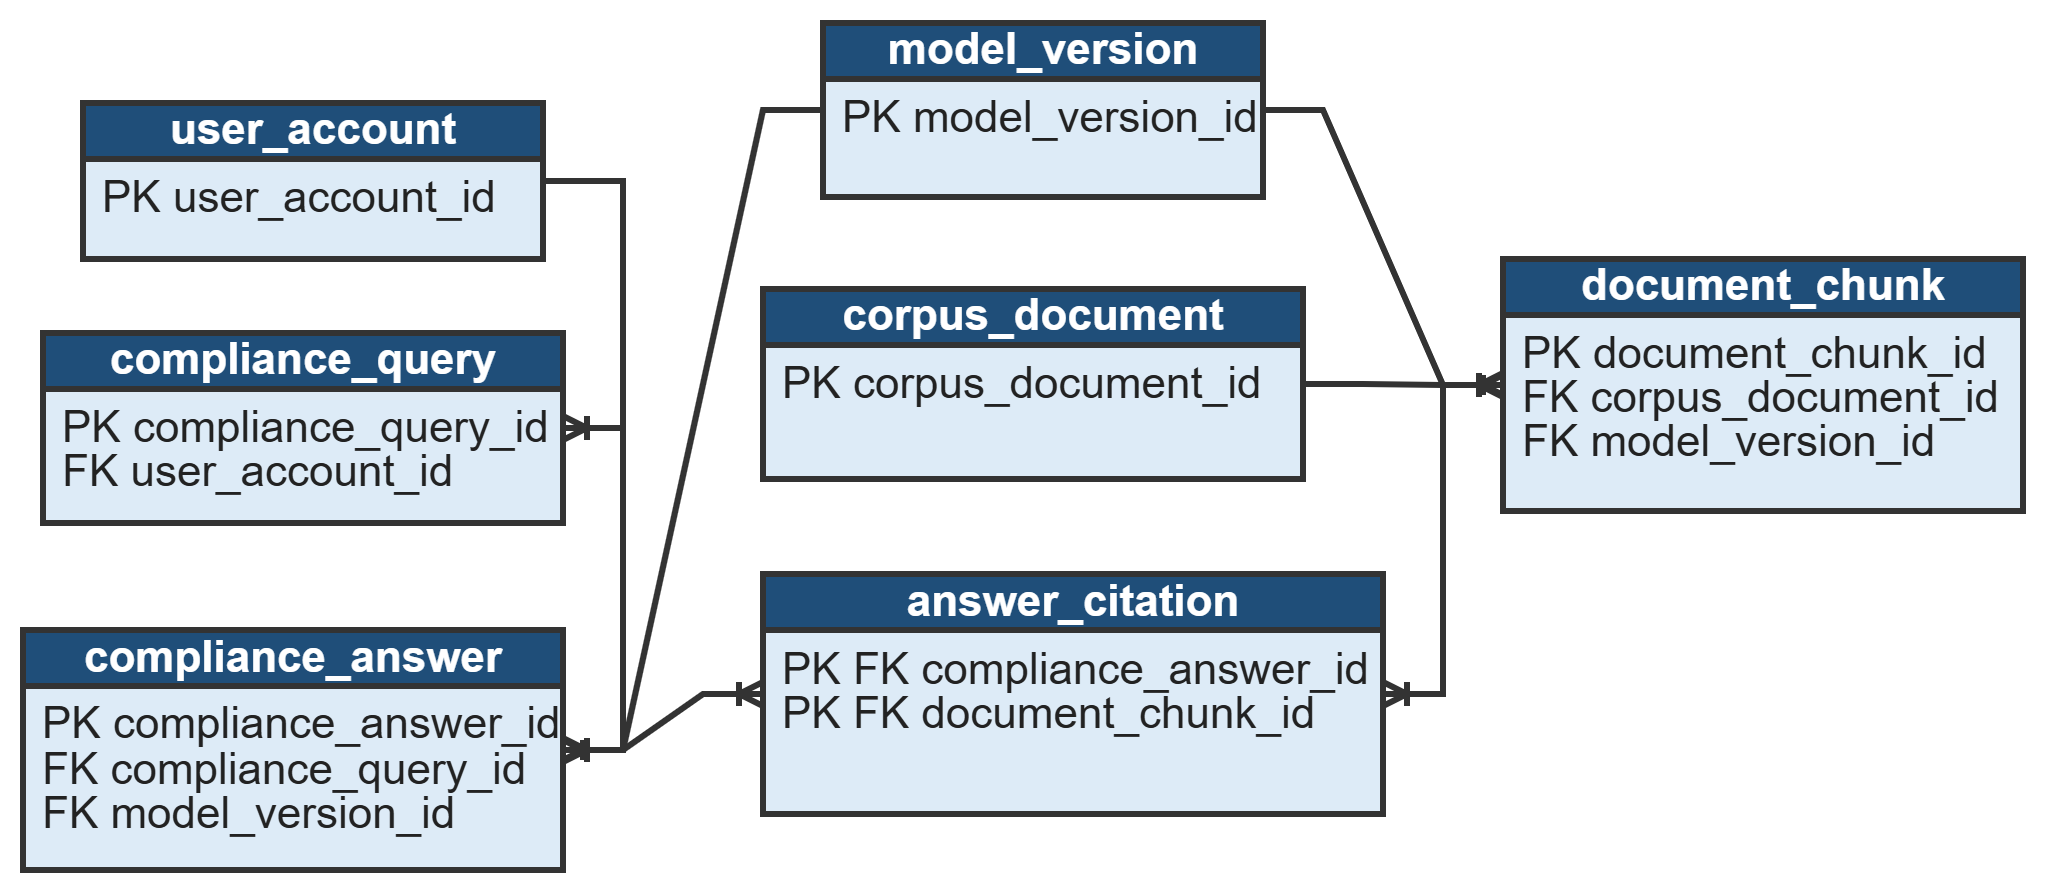 model_version
PK model_version_id
user_account
PK user_account_id
corpus_document
PK corpus_document_id
document_chunk
PK document_chunk_id
FK corpus_document_id
FK model_version_id
compliance_query
PK compliance_query_id
FK user_account_id
compliance_answer
PK compliance_answer_id
FK compliance_query_id
FK model_version_id
answer_citation
PK FK compliance_answer_id
PK FK document_chunk_id